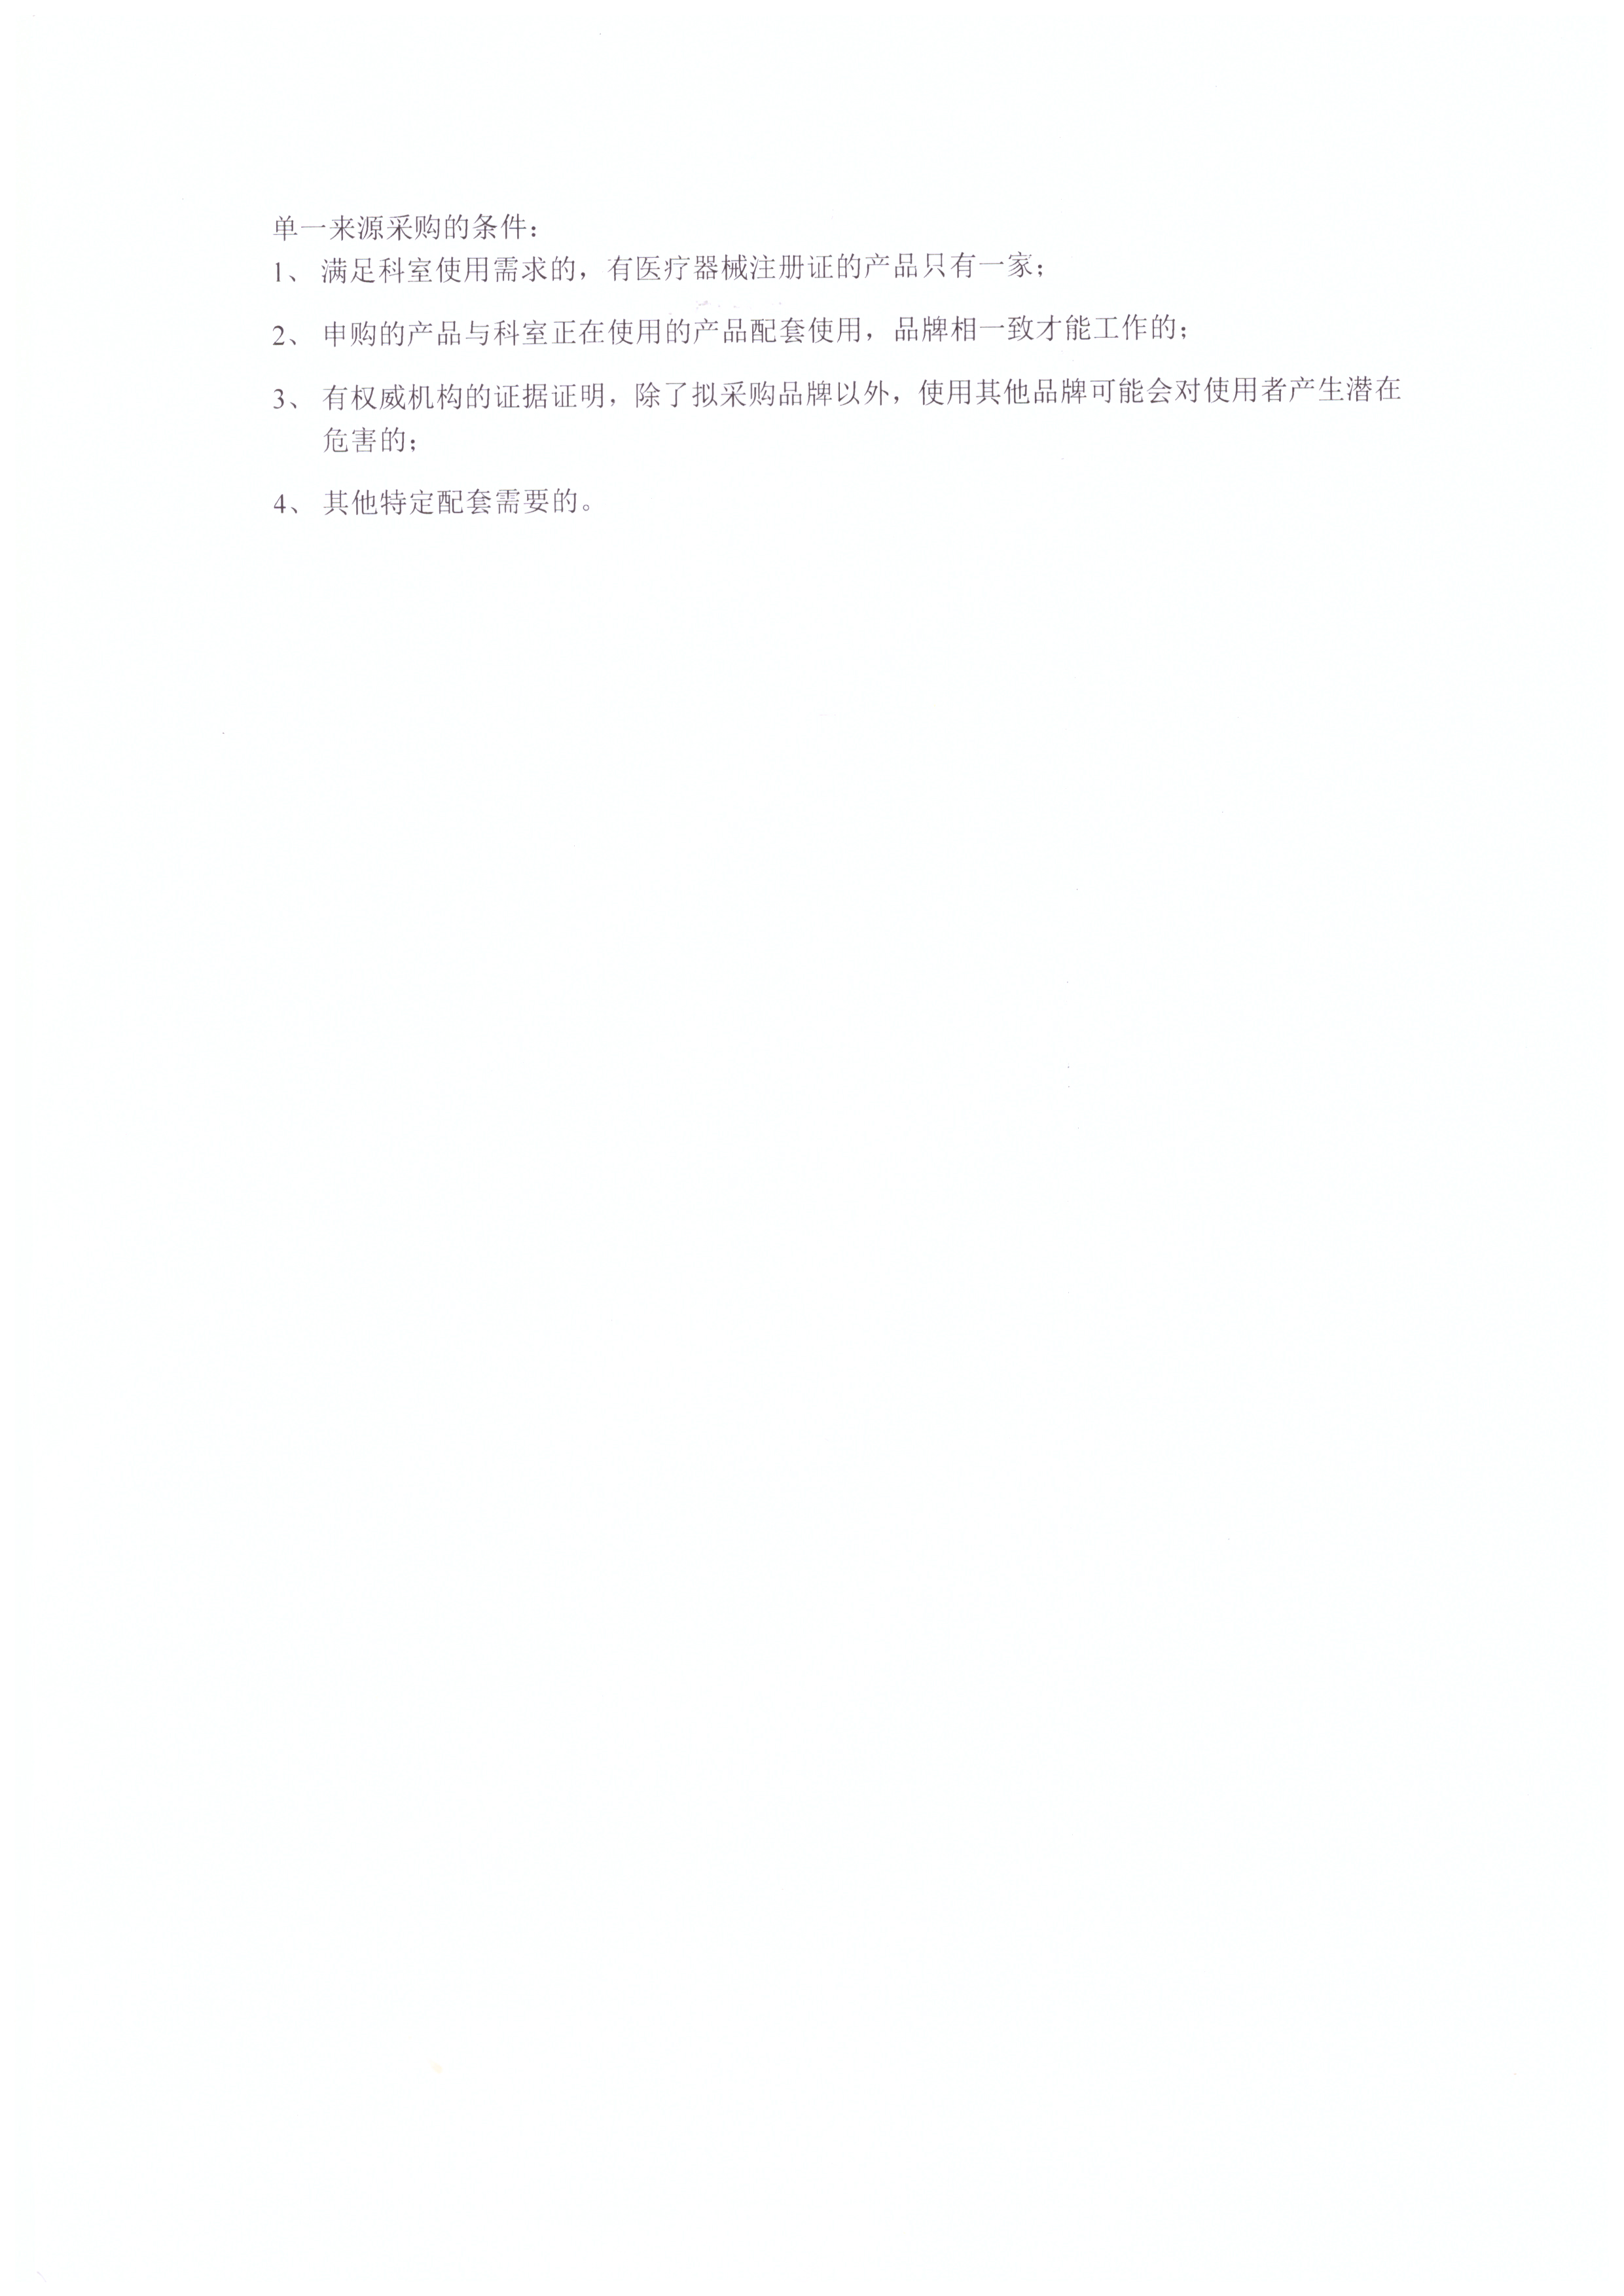 单一来源采购的条件：
1、 满足科室使用需求的，有医疗器械注册证的产品只有一家；
2、 申购的产品与科室正在使用的产品配套使用，品牌相一致才能工作的；
3、 有权威机构的证据证明，除了拟采购品牌以外，使用其他品牌可能会对使用者产生潜在
危害的；
4、 其他特定配套需要的。